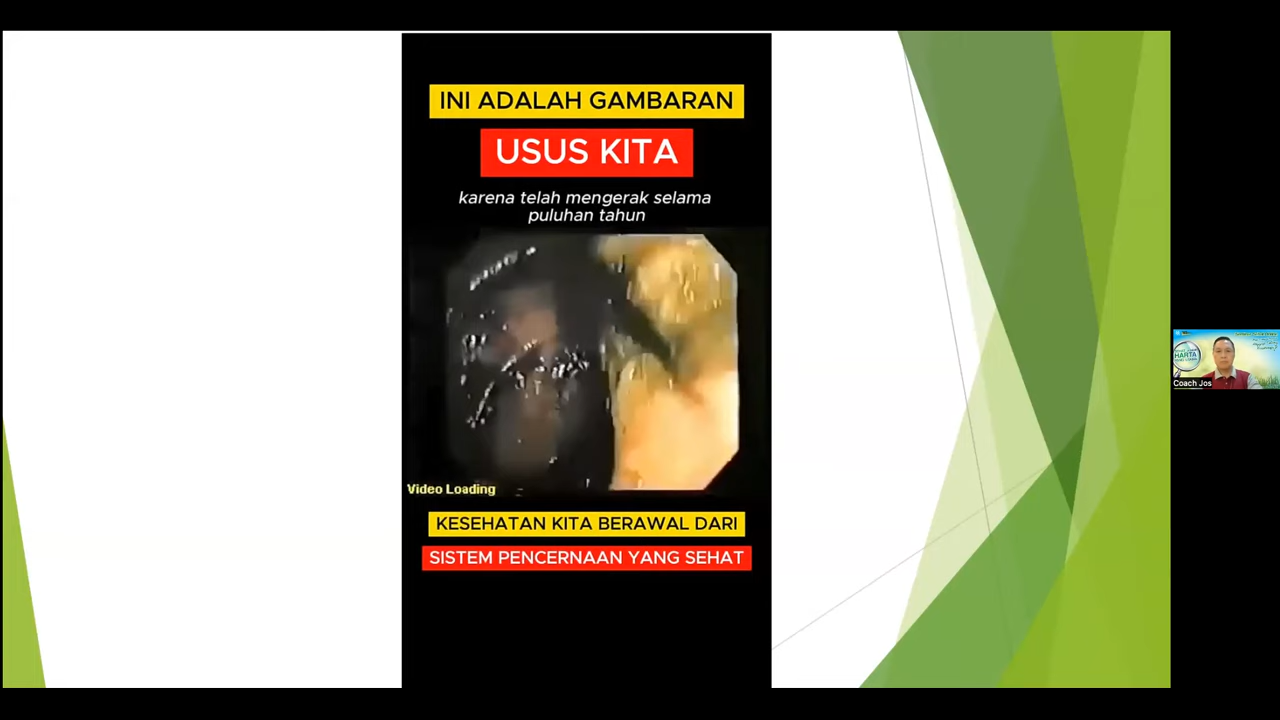 INI ADALAH GAMBARAN
USUS KITA
karena telah mengerak selama
puluhan tahun
Video Loading
KESEHATAN KITA BERAWAL DARI
SISTEM PENCERNAAN YANG SEHAT
HARTA
Coach Jos